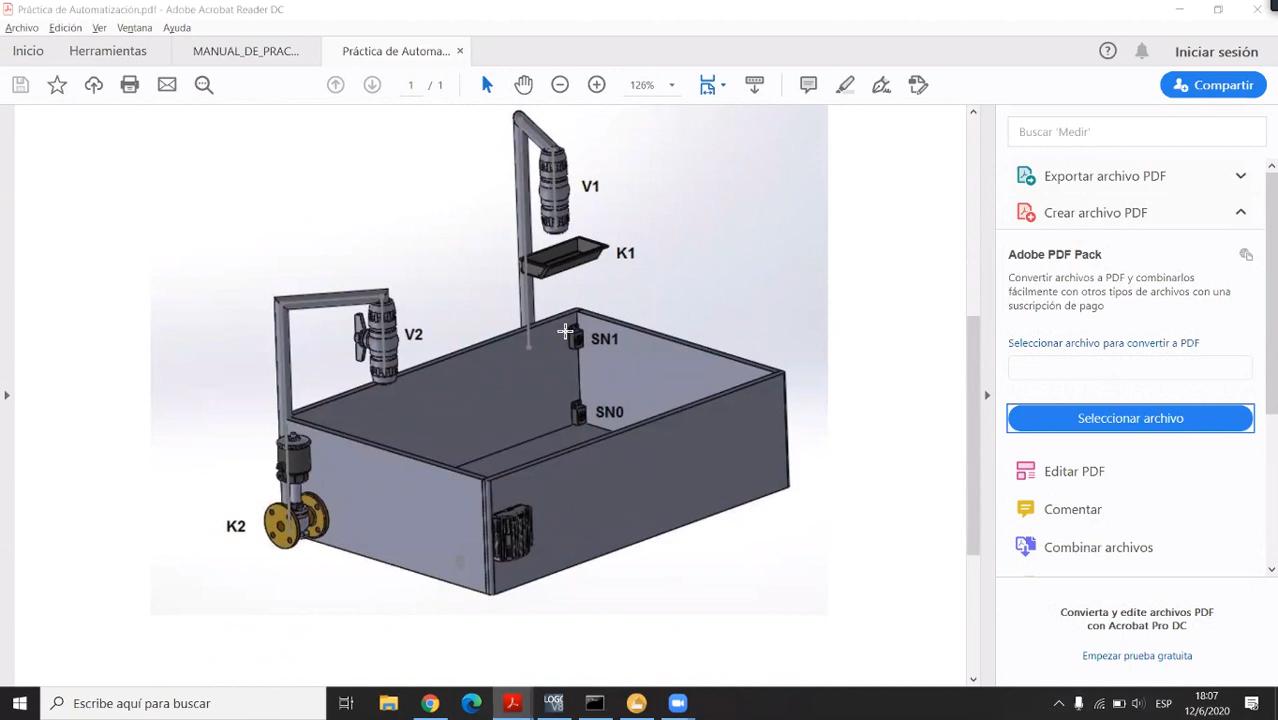 Práctica de Automatización.pdf - Adobe Acrobat Reader DC
Archivo Edición Ver Ventana Ayuda
Inicio Herramientas MANUAL_DE_PRAC... Práctica de Automa... ×
1 / 1 126% Compartir
Iniciar sesión
V1
K1
V2
SN1
SN0
K2
Buscar 'Medir'
Exportar archivo PDF
Crear archivo PDF
Adobe PDF Pack
Convertir archivos a PDF y combinarlos
fácilmente con otros tipos de archivos con una
suscripción de pago
Seleccionar archivo para convertir a PDF
Seleccionar archivo
Editar PDF
Comentar
Combinar archivos
Convierta y edite archivos PDF
con Acrobat Pro DC
Empezar prueba gratuita
Escribe aquí para buscar
ESP
18:07
12/6/2020